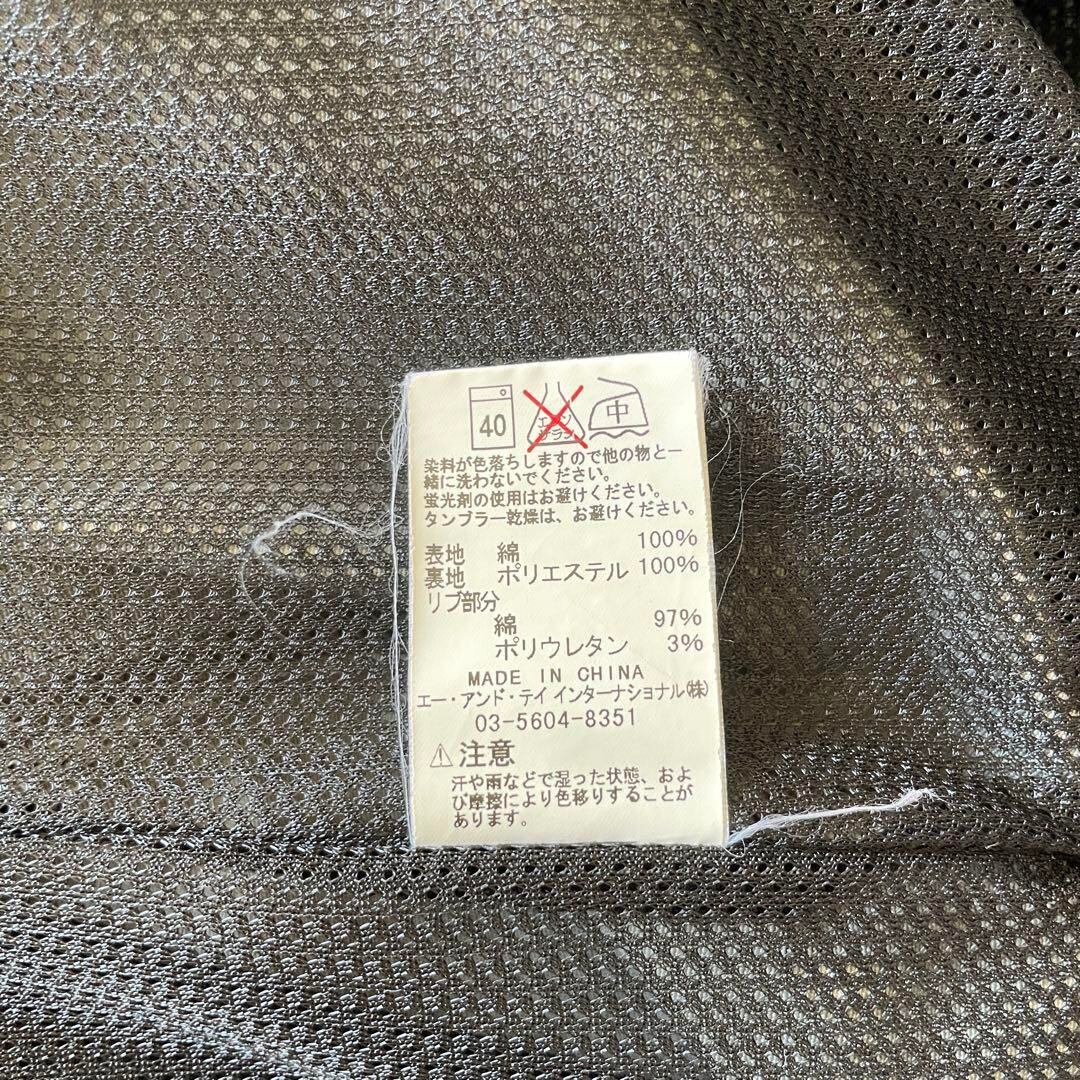 40 エンソ サラシ 中
染料が色落ちしますので他の物と一
緒に洗わないでください。
蛍光剤の使用はお避けください。
タンブラー乾燥は、お避けください。
表地 綿 100%
裏地 ポリエステル 100%
リブ部分
綿 97%
ポリウレタン 3%
MADE IN CHINA
エー・アンド・テイ インターナショナル(株)
03-5604-8351
⚠注意
汗や雨などで湿った状態、およ
び摩擦により色移りすることが
あります。